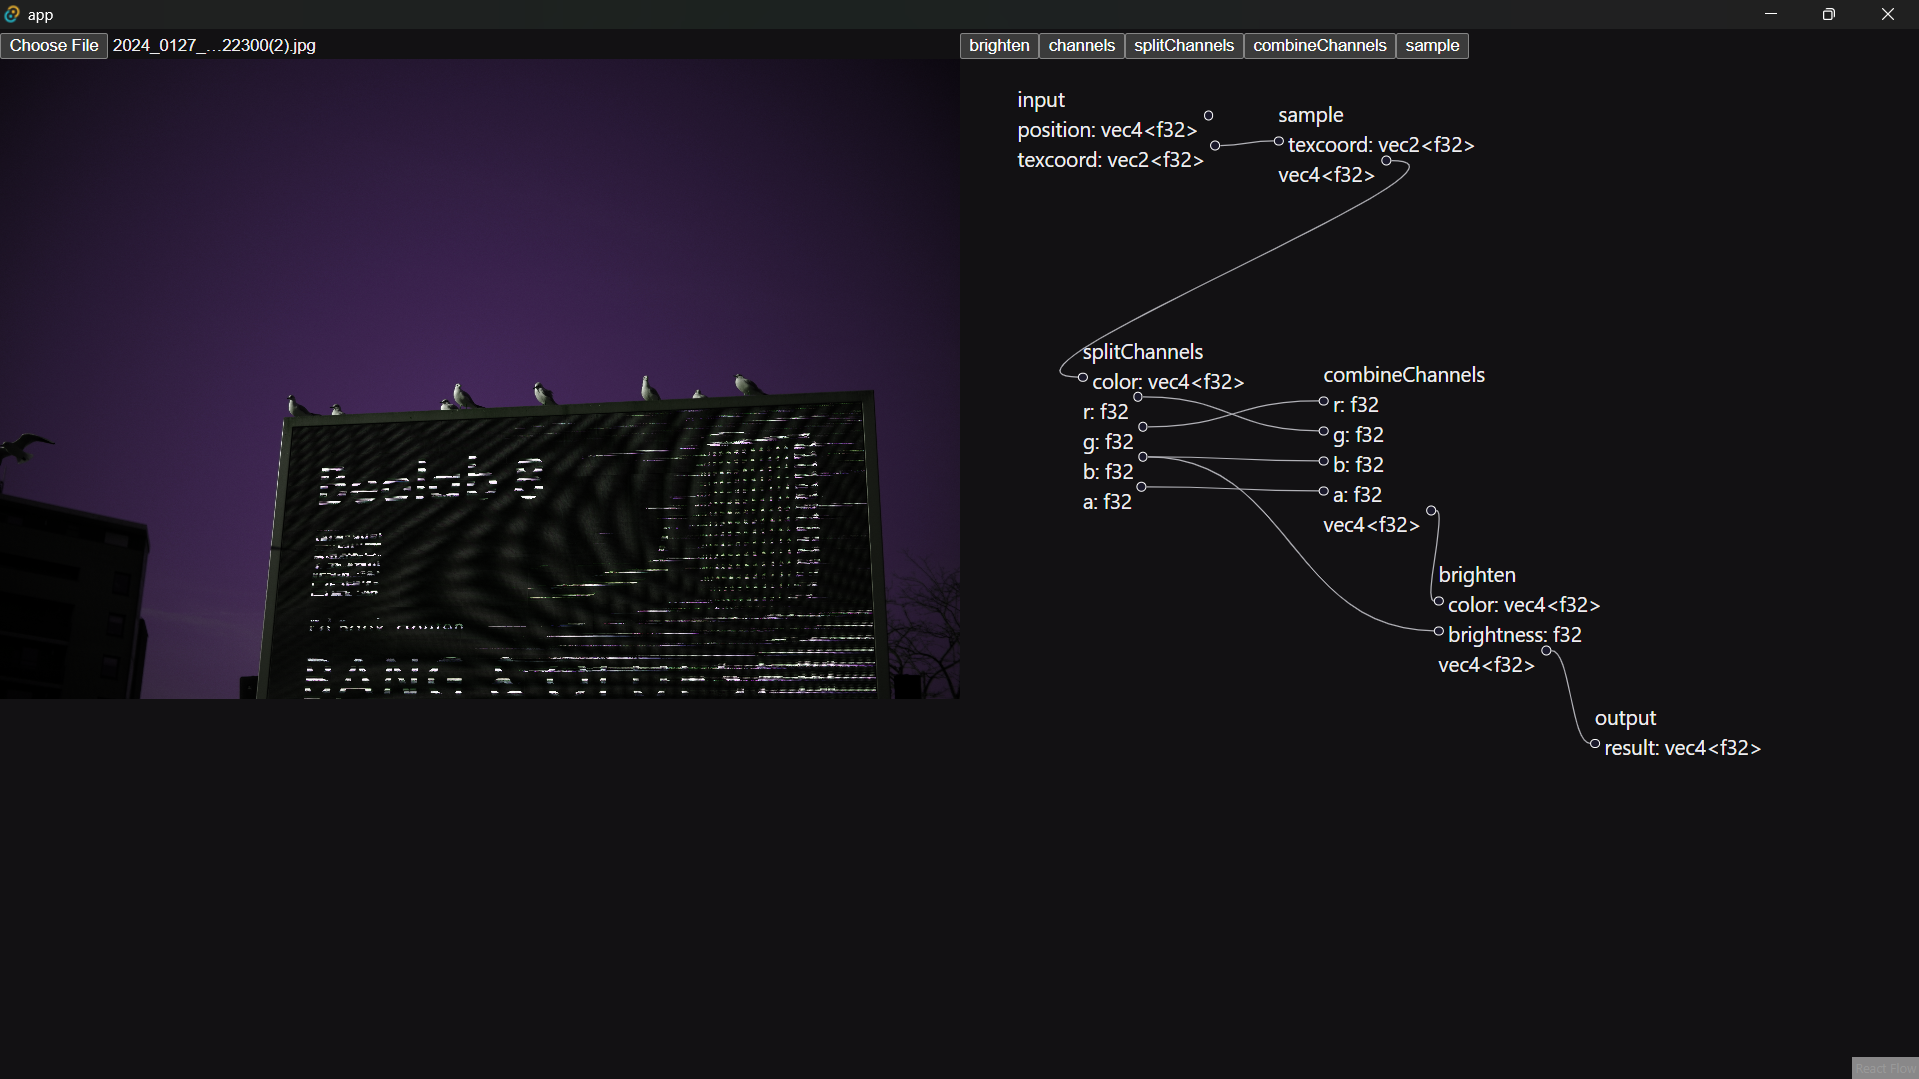 app
Choose File 2024_0127_...22300(2).jpg
brighten channels splitChannels combineChannels sample
input
position: vec4<f32>
texcoord: vec2<f32>
sample
texcoord: vec2<f32>
vec4<f32>
splitChannels
color: vec4<f32>
r: f32
g: f32
b: f32
a: f32
combineChannels
r: f32
g: f32
b: f32
a: f32
vec4<f32>
brighten
color: vec4<f32>
brightness: f32
vec4<f32>
output
result: vec4<f32>
Beolab 8
React Flow